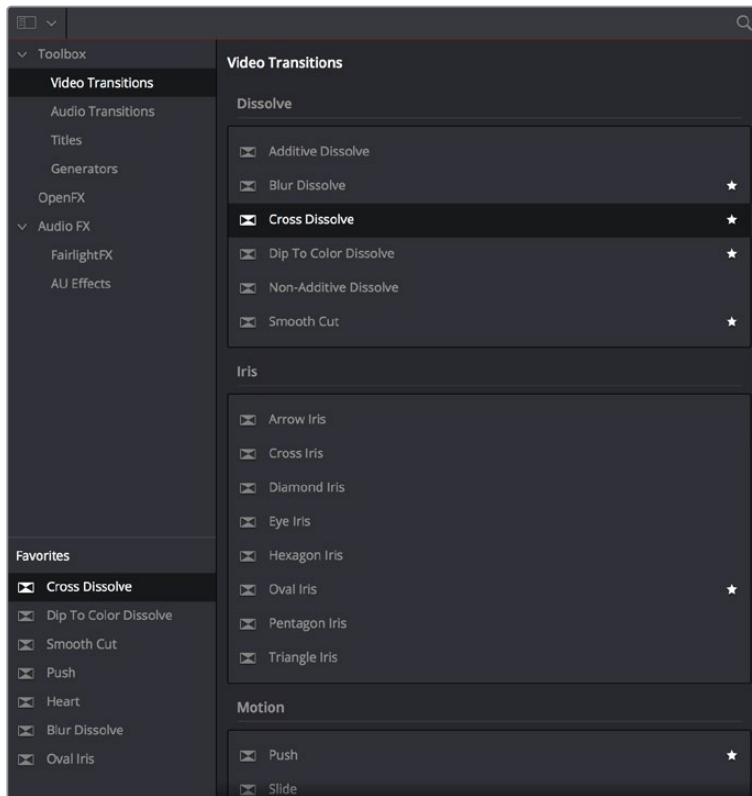 Toolbox
Video Transitions
Audio Transitions
Titles
Generators
OpenFX
Audio FX
FairlightFX
AU Effects
Favorites
Cross Dissolve
Dip To Color Dissolve
Smooth Cut
Push
Heart
Blur Dissolve
Oval Iris
Video Transitions
Dissolve
Additive Dissolve
Blur Dissolve
Cross Dissolve
Dip To Color Dissolve
Non-Additive Dissolve
Smooth Cut
Iris
Arrow Iris
Cross Iris
Diamond Iris
Eye Iris
Hexagon Iris
Oval Iris
Pentagon Iris
Triangle Iris
Motion
Push
Slide